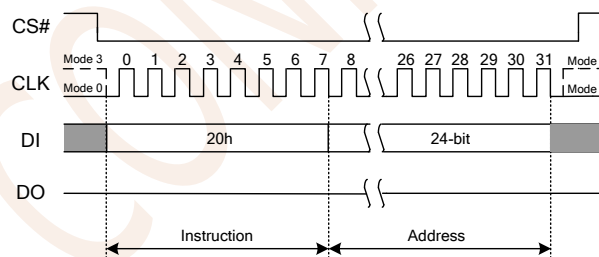 CS#
Mode 3 0 1 2 3 4 5 6 7 8 26 27 28 29 30 31 Mode
CLK
Mode 0 Mode
DI 20h 24-bit
DO
Instruction Address